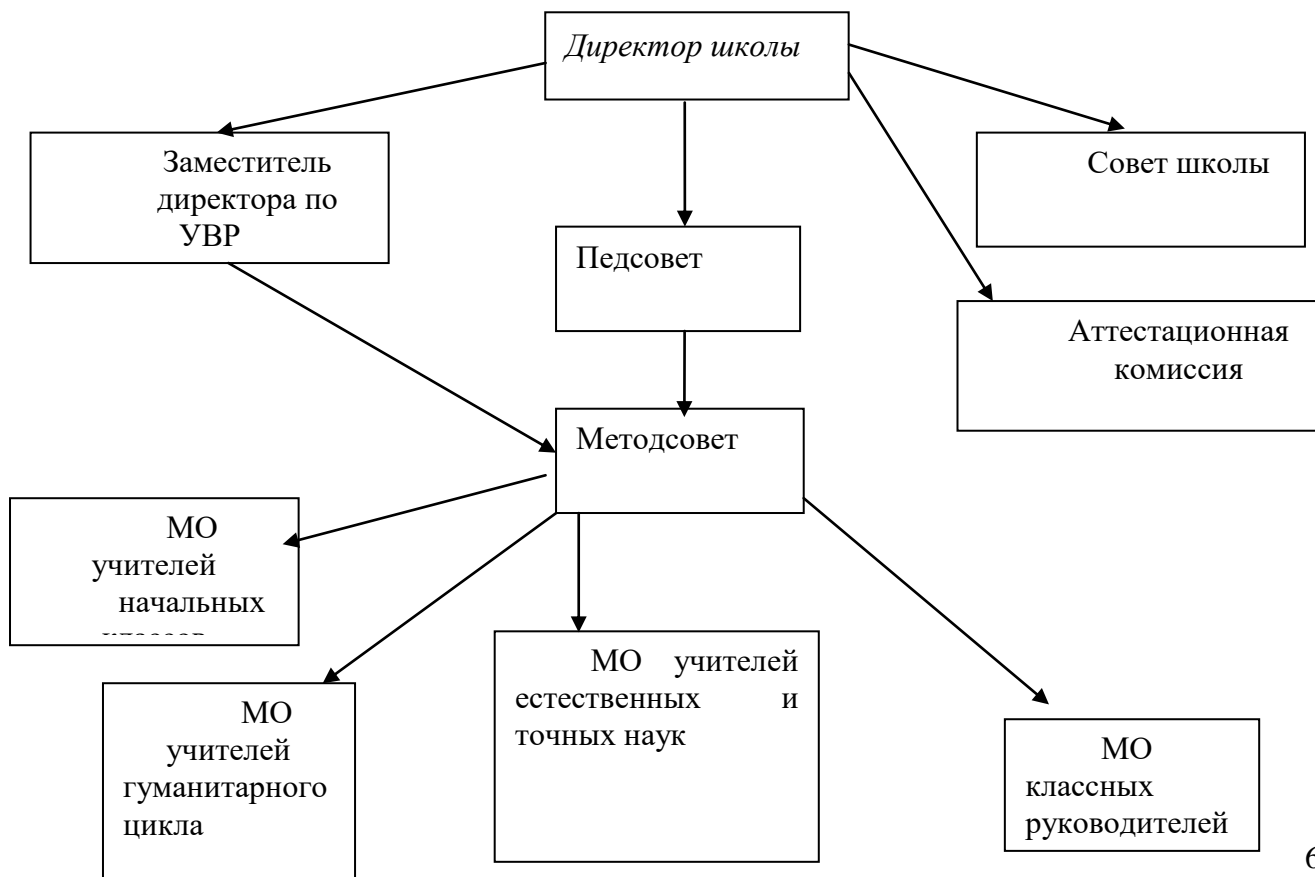 Директор школы
Заместитель
директора по
УВР
Совет школы
Педсовет
Аттестационная
комиссия
Методсовет
МО
учителей
начальных
МО учителей
естественных и
точных наук
МО
учителей
гуманитарного
цикла
МО
классных
руководителей